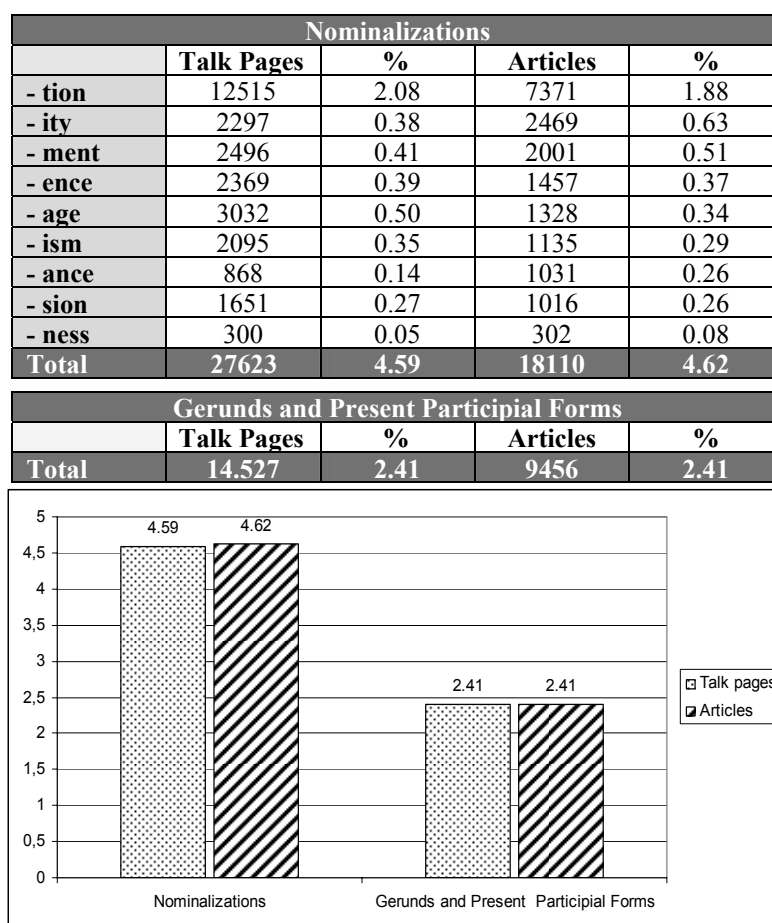 Nominalizations
Talk Pages % Articles %
- tion 12515 2.08 7371 1.88
- ity 2297 0.38 2469 0.63
- ment 2496 0.41 2001 0.51
- ence 2369 0.39 1457 0.37
- age 3032 0.50 1328 0.34
- ism 2095 0.35 1135 0.29
- ance 868 0.14 1031 0.26
- sion 1651 0.27 1016 0.26
- ness 300 0.05 302 0.08
Total 27623 4.59 18110 4.62
Gerunds and Present Participial Forms
Talk Pages % Articles %
Total 14.527 2.41 9456 2.41
5
4.59 4.62
4,5
4
3,5
3
2.41 2.41
2,5
2
1,5
1
0,5
0
Talk pages
Articles
Nominalizations Gerunds and Present Participial Forms